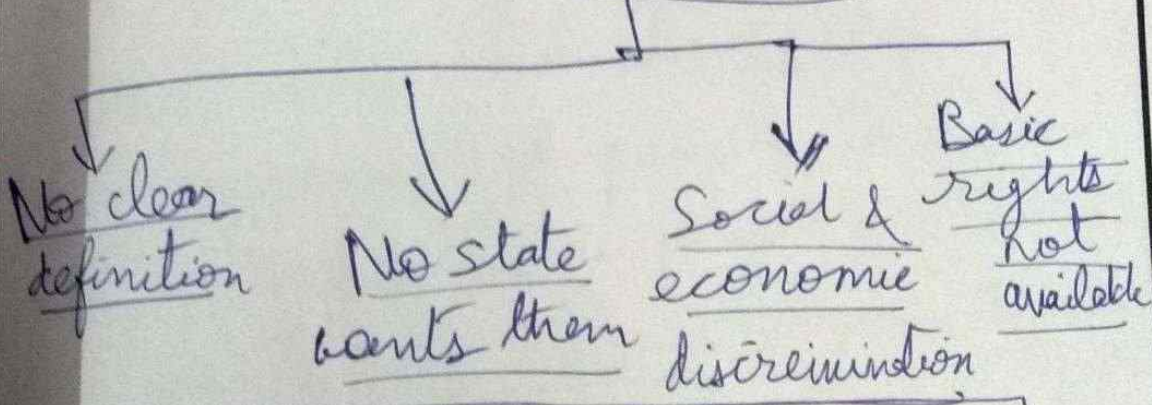 No clear
definition
No state
wants them
Social &
economic
discrimination
Basic
rights
not
available